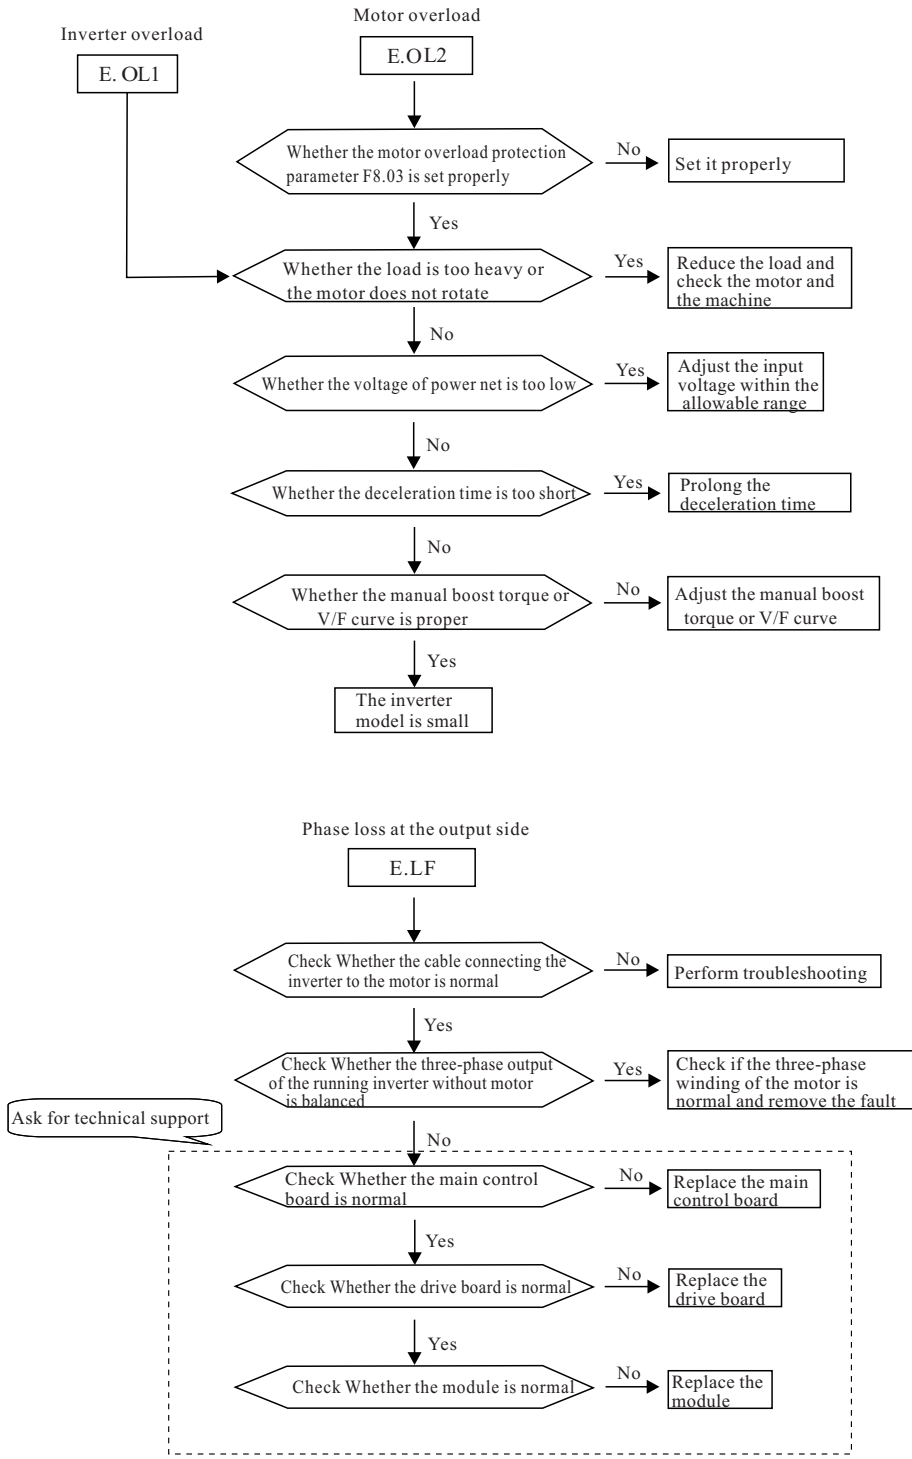 Motor overload
Inverter overload
E.OL2
E. OL1
Whether the motor overload protection
parameter F8.03 is set properly
No
Set it properly
Yes
Whether the load is too heavy or
the motor does not rotate
Yes
Reduce the load and
check the motor and
the machine
No
Whether the voltage of power net is too low
Yes
Adjust the input
voltage within the
allowable range
No
Whether the deceleration time is too short
Yes
Prolong the
deceleration time
No
Whether the manual boost torque or
V/F curve is proper
No
Adjust the manual boost
torque or V/F curve
Yes
The inverter
model is small
Phase loss at the output side
E.LF
Check Whether the cable connecting the
inverter to the motor is normal
No
Perform troubleshooting
Yes
Check Whether the three-phase output
of the running inverter without motor
is balanced
Yes
Check if the three-phase
winding of the motor is
normal and remove the fault
Ask for technical support
No
Check Whether the main control
board is normal
No
Replace the main
control board
Yes
Check Whether the drive board is normal
No
Replace the
drive board
Yes
Check Whether the module is normal
No
Replace the
module